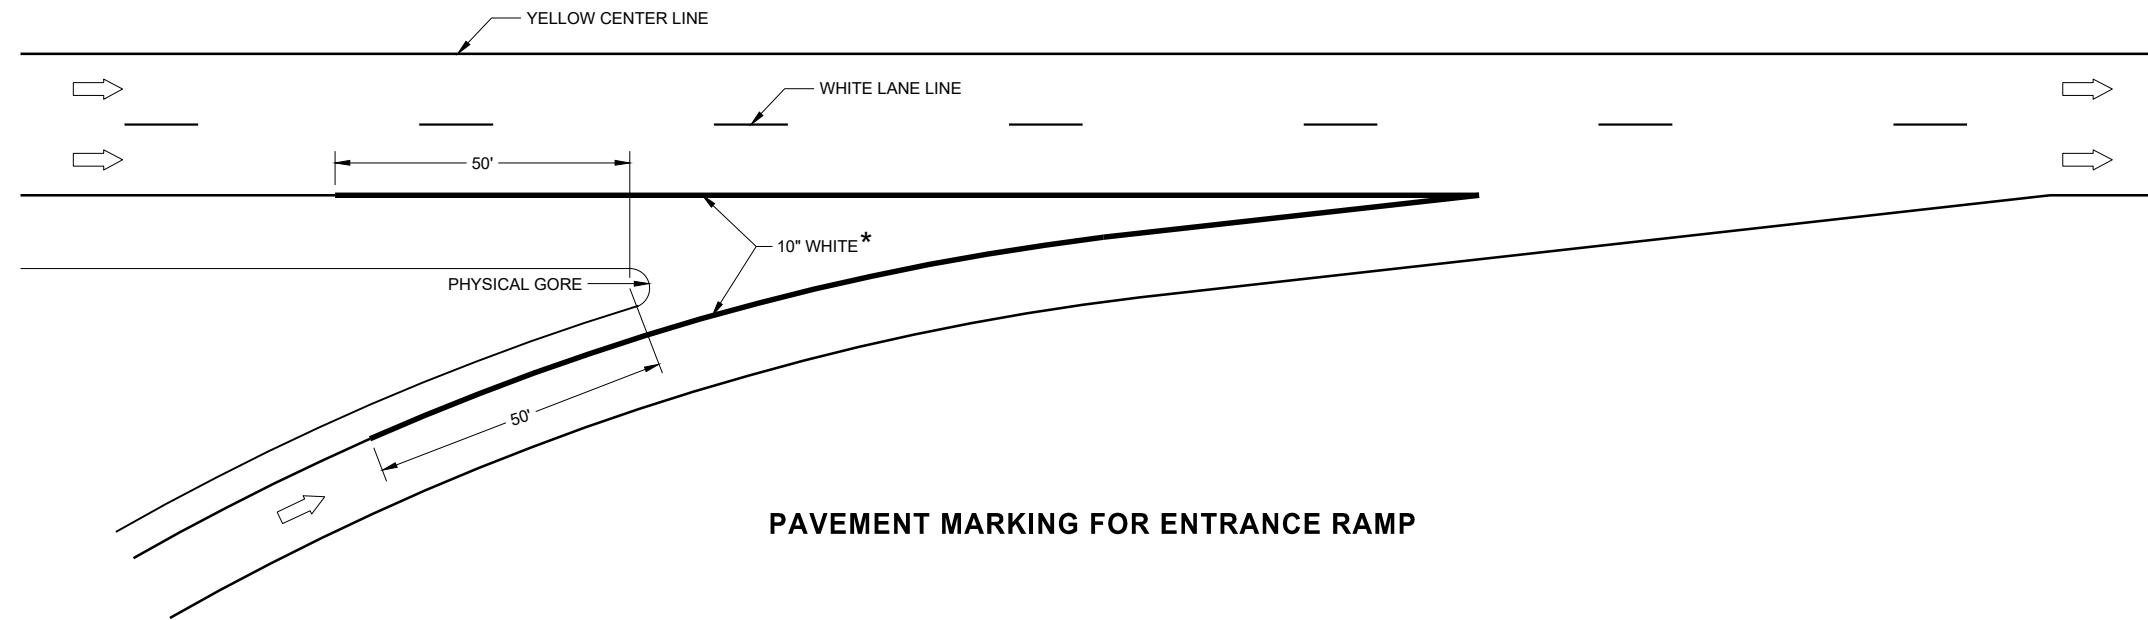 YELLOW CENTER LINE
WHITE LANE LINE
50'
10" WHITE*
PHYSICAL GORE
50'
PAVEMENT MARKING FOR ENTRANCE RAMP